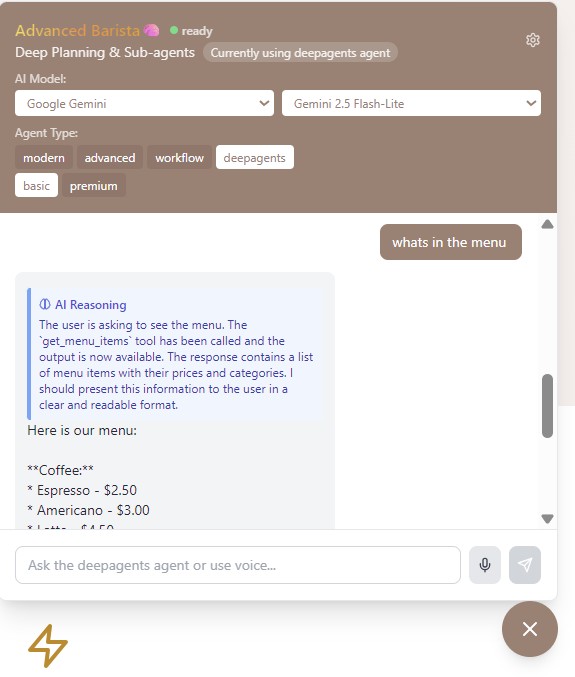 Advanced Barista
ready
Deep Planning & Sub-agents
Currently using deepagents agent
AI Model:
Google Gemini
Gemini 2.5 Flash-Lite
Agent Type:
modern
advanced
workflow
deepagents
basic
premium
whats in the menu
AI Reasoning
The user is asking to see the menu. The
`get_menu_items` tool has been called and the
output is now available. The response contains a list
of menu items with their prices and categories. I
should present this information to the user in a
clear and readable format.
Here is our menu:
**Coffee:**
* Espresso - $2.50
* Americano - $3.00
* Latte - $4.50
Ask the deepagents agent or use voice...